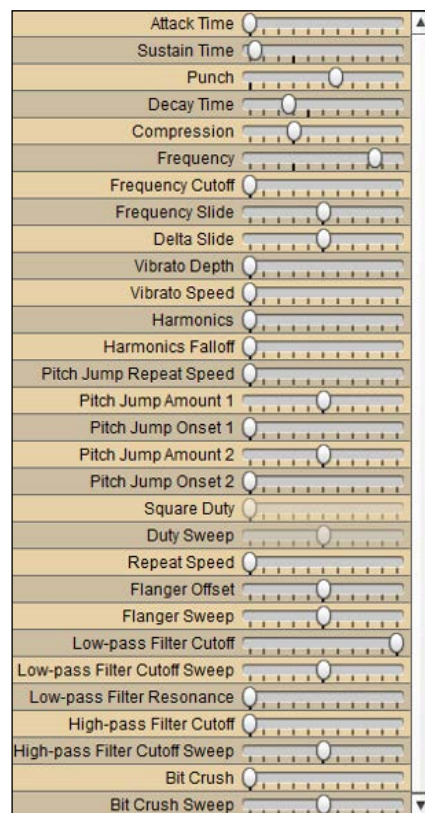 Attack Time
Sustain Time
Punch
Decay Time
Compression
Frequency
Frequency Cutoff
Frequency Slide
Delta Slide
Vibrato Depth
Vibrato Speed
Harmonics
Harmonics Falloff
Pitch Jump Repeat Speed
Pitch Jump Amount 1
Pitch Jump Onset 1
Pitch Jump Amount 2
Pitch Jump Onset 2
Square Duty
Duty Sweep
Repeat Speed
Flanger Offset
Flanger Sweep
Low-pass Filter Cutoff
Low-pass Filter Cutoff Sweep
Low-pass Filter Resonance
High-pass Filter Cutoff
High-pass Filter Cutoff Sweep
Bit Crush
Bit Crush Sweep